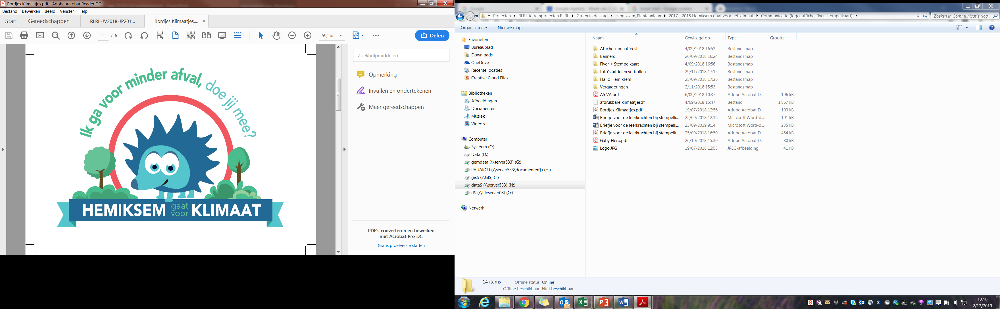 Bordjes Klimaatjes.pdf - Adobe Acrobat Reader DC
Bestand Bewerken Beeld Venster Help
Start Gereedschappen RLRL-JV2018-JP201... Bordjes Klimaatjes.... ×
2 / 6 59,2% Delen
Ik ga voor minder afval, doe jij mee?
HEMIKSEM gaat voor KLIMAAT
Zoekhulpmiddelen
Opmerking
Invullen en ondertekenen
Meer gereedschappen
PDF's converteren en bewerken
met Acrobat Pro DC
Gratis proefversie starten
« Projecten RLRL terreinprojecten RLRL Groen in de stad Hemiksem_Plantaanlaan 2017 - 2018 Hemiksem gaat voor het klimaat Communicatie (logo, affiche, flyer, stempelkaart)
Zoeken in Communicatie (log...
Organiseren Nieuwe map
Favorieten
Bureaublad
Downloads
OneDrive
Recente locaties
Creative Cloud Files
Bibliotheken
Afbeeldingen
Documenten
Muziek
Video's
Computer
Systeem (C:)
Data (D:)
gemdata (\\server533) (G:)
PAUAKCU (\\server533\documenten$) (H:)
gis$ (\\GIS) (J:)
data$ (\\server533) (N:)
rl$ (\\fileserver08) (O:)
Netwerk
Naam Gewijzigd op Type Grootte
Affiche klimaatfeest 4/09/2018 16:53 Bestandsmap
Banners 26/09/2018 16:24 Bestandsmap
Flyer + Stempelkaart 4/09/2018 16:56 Bestandsmap
foto's uitdelen vetbollen 29/11/2018 17:15 Bestandsmap
Hallo Hemiksem 25/09/2018 17:36 Bestandsmap
Vergaderingen 2/11/2018 15:53 Bestandsmap
A5 VA.pdf 6/09/2018 10:37 Adobe Acrobat D... 196 kB
afdrukbare klimaatjesdf 4/09/2018 15:47 Bestand 1.867 kB
Bordjes Klimaatjes.pdf 19/07/2018 12:56 Adobe Acrobat D... 199 kB
Briefje voor de leerkrachten bij stempelk... 25/09/2018 12:16 Microsoft Word-d... 191 kB
Briefje voor de leerkrachten bij stempelk... 23/09/2019 9:14 Microsoft Word-d... 235 kB
Briefje voor de leerkrachten bij stempelk... 25/09/2018 16:50 Adobe Acrobat D... 454 kB
Gaby Hero.pdf 26/10/2018 15:30 Adobe Acrobat D... 80 kB
Logo.JPG 19/07/2018 12:58 JPEG-afbeelding 41 kB
14 items Offline status: Online
Offline beschikbaar: Niet beschikbaar
12:19
2/12/2019